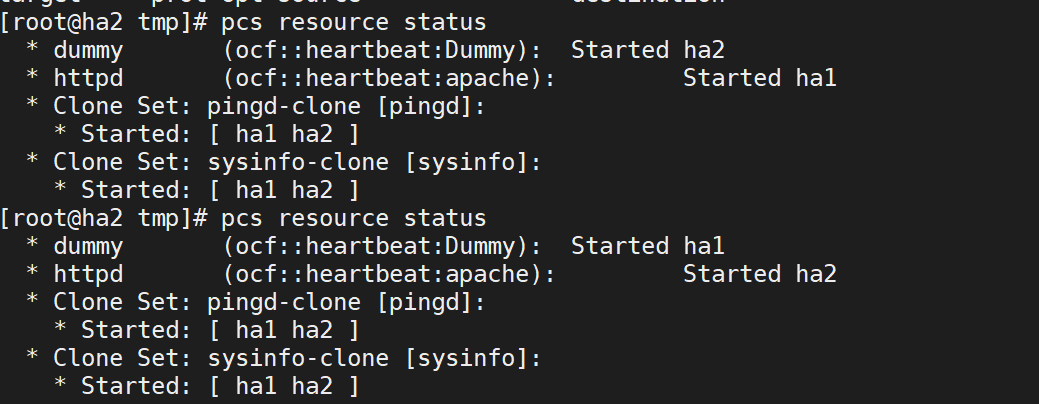 [root@ha2 tmp]# pcs resource status
  * dummy       (ocf::heartbeat:Dummy):  Started ha2
  * httpd       (ocf::heartbeat:apache):         Started ha1
  * Clone Set: pingd-clone [pingd]:
    * Started: [ ha1 ha2 ]
  * Clone Set: sysinfo-clone [sysinfo]:
    * Started: [ ha1 ha2 ]
[root@ha2 tmp]# pcs resource status
  * dummy       (ocf::heartbeat:Dummy):  Started ha1
  * httpd       (ocf::heartbeat:apache):         Started ha2
  * Clone Set: pingd-clone [pingd]:
    * Started: [ ha1 ha2 ]
  * Clone Set: sysinfo-clone [sysinfo]:
    * Started: [ ha1 ha2 ]